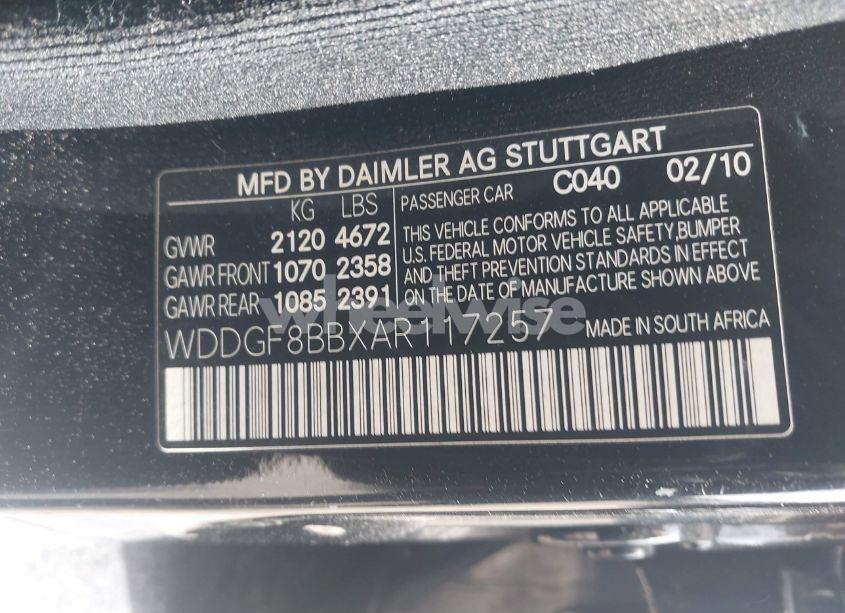 MFD BY DAIMLER AG STUTTGART
KG LBS
GVWR 2120 4672
GAWR FRONT 1070 2358
GAWR REAR 1085 2391
PASSENGER CAR C040 02/10
THIS VEHICLE CONFORMS TO ALL APPLICABLE
U.S. FEDERAL MOTOR VEHICLE SAFETY,BUMPER
AND THEFT PREVENTION STANDARDS IN EFFECT
ON THE DATE OF MANUFACTURE SHOWN ABOVE
wheelwise
WDDGF8BBXAR117257 MADE IN SOUTH AFRICA